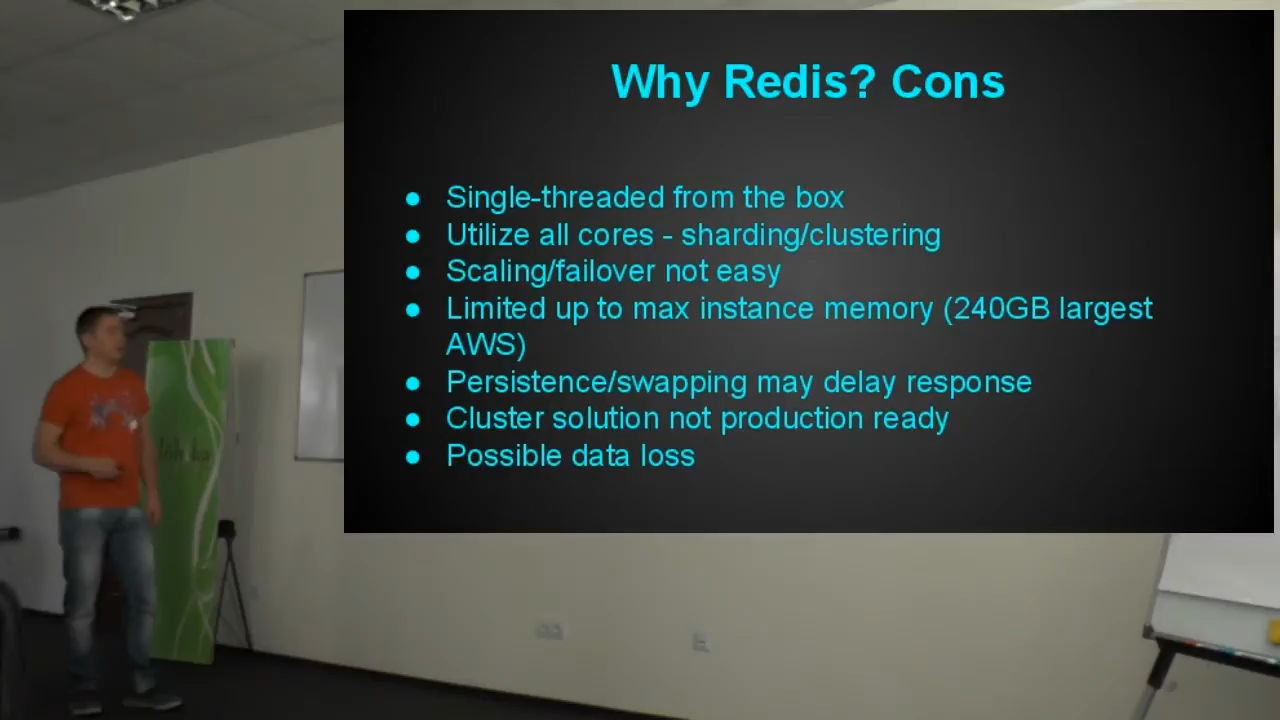 Why Redis? Cons
● Single-threaded from the box
● Utilize all cores - sharding/clustering
● Scaling/failover not easy
● Limited up to max instance memory (240GB largest
AWS)
● Persistence/swapping may delay response
● Cluster solution not production ready
● Possible data loss